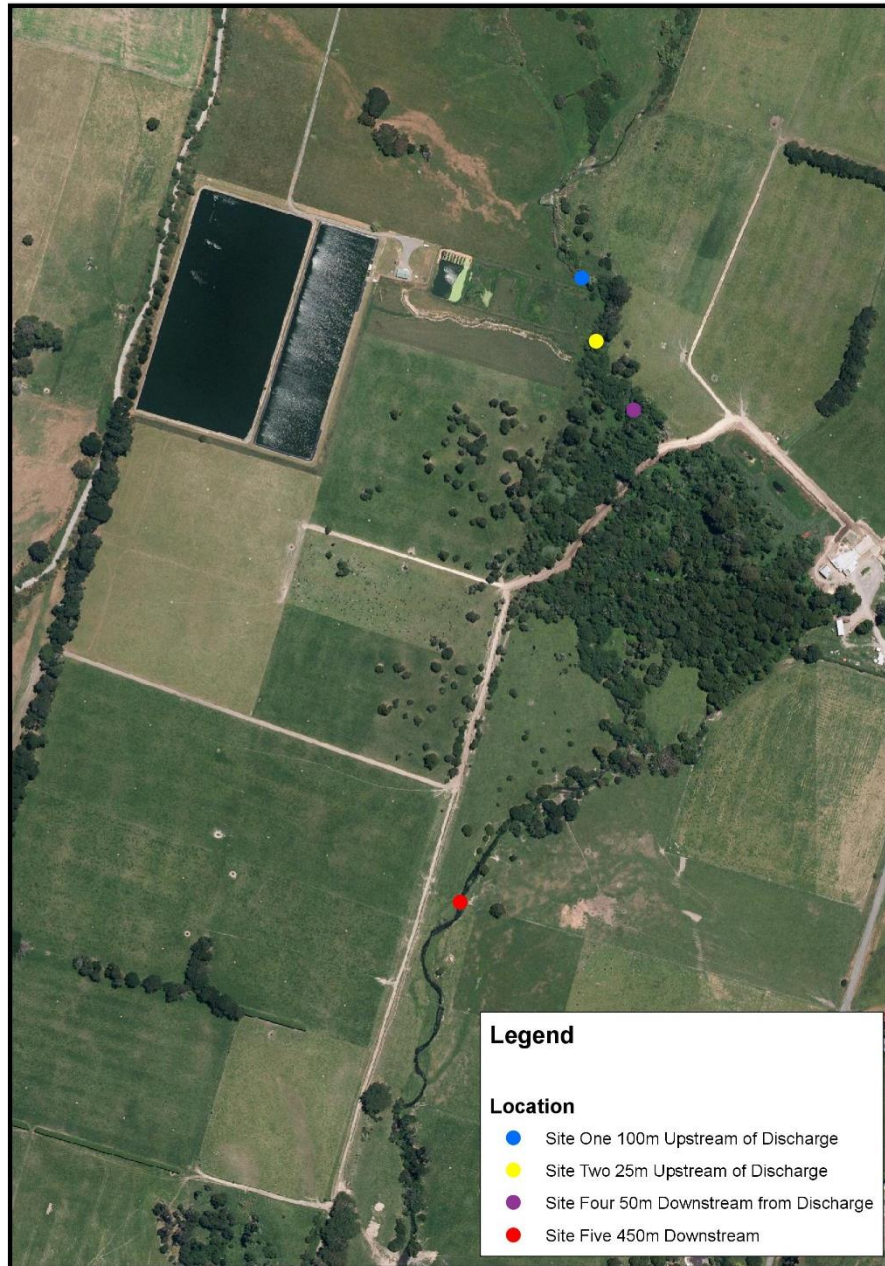 Legend
Location
Site One 100m Upstream of Discharge
Site Two 25m Upstream of Discharge
Site Four 50m Downstream from Discharge
Site Five 450m Downstream